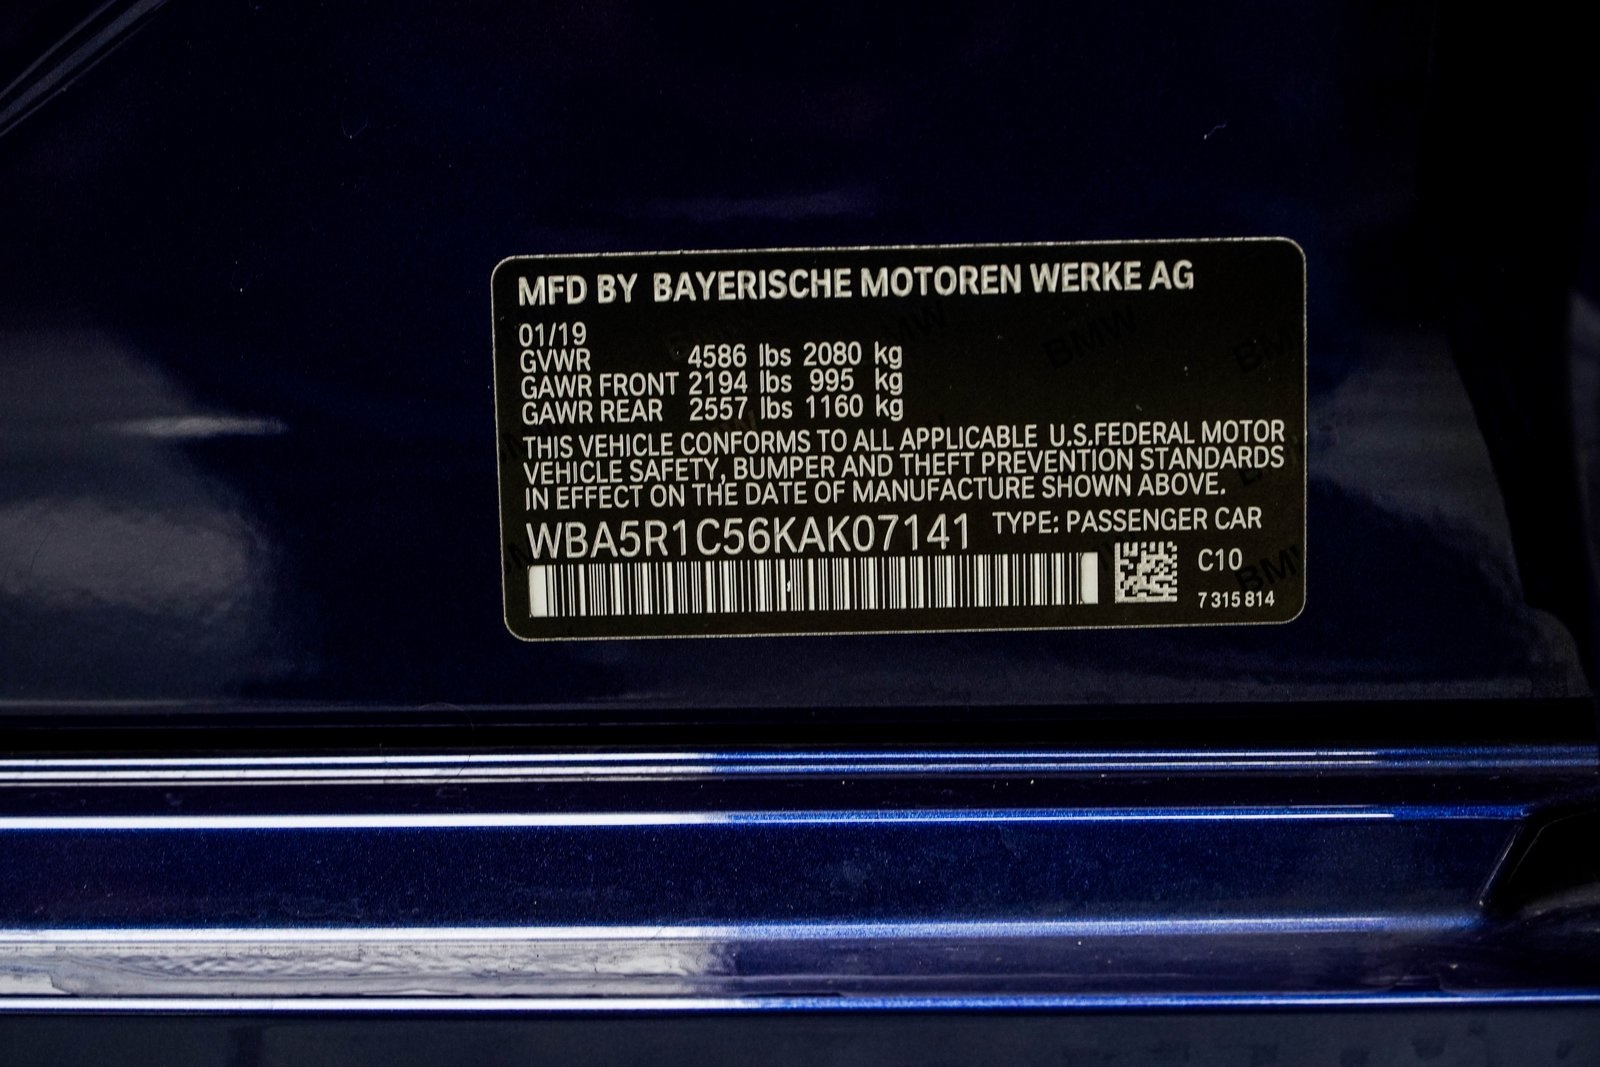 MFD BY BAYERISCHE MOTOREN WERKE AG
01/19
GVWR 4586 lbs 2080 kg
GAWR FRONT 2194 lbs 995 kg
GAWR REAR 2557 lbs 1160 kg
THIS VEHICLE CONFORMS TO ALL APPLICABLE U.S.FEDERAL MOTOR
VEHICLE SAFETY, BUMPER AND THEFT PREVENTION STANDARDS
IN EFFECT ON THE DATE OF MANUFACTURE SHOWN ABOVE.
WBA5R1C56KAK07141 TYPE: PASSENGER CAR
C10
7 315 814
BMW
BMW
BMW